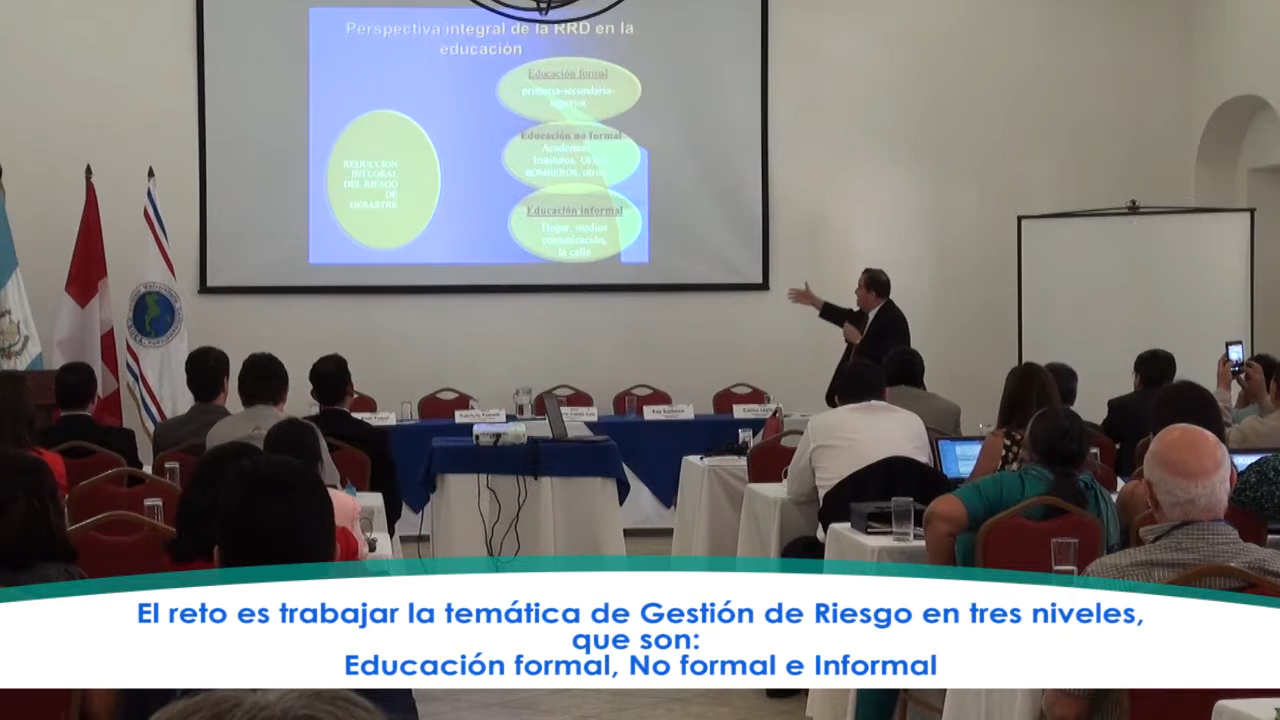 Perspectiva integral de la RRD en la
educación
Educación formal
primaria-secundaria-
superior
Educación no formal
Academias,
Institutos,
BOMBEROS,
Educación informal
Hogar, medios
comunicación,
la calle
REDUCCION
INTEGRAL
DEL RIESGO
DE
DESASTRE
El reto es trabajar la temática de Gestión de Riesgo en tres niveles,
que son:
Educación formal, No formal e Informal